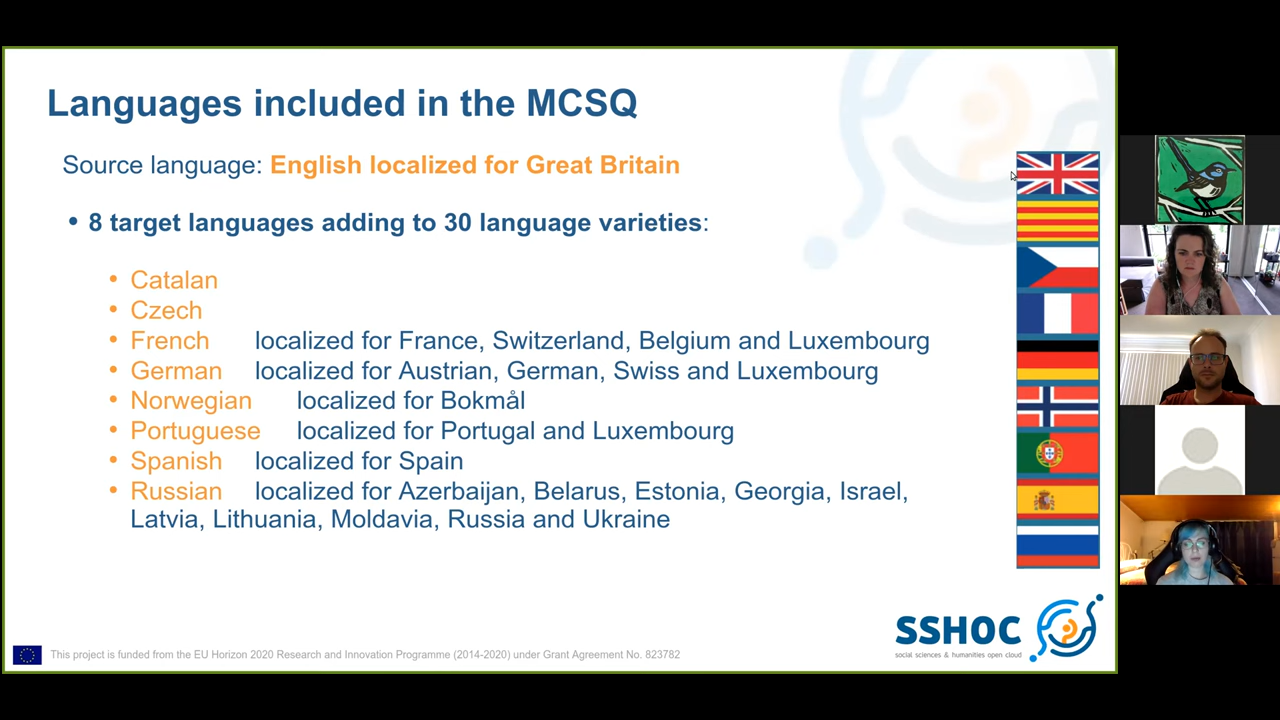 Languages included in the MCSQ
Source language: English localized for Great Britain
• 8 target languages adding to 30 language varieties:
• Catalan
• Czech
• French localized for France, Switzerland, Belgium and Luxembourg
• German localized for Austrian, German, Swiss and Luxembourg
• Norwegian localized for Bokmål
• Portuguese localized for Portugal and Luxembourg
• Spanish localized for Spain
• Russian localized for Azerbaijan, Belarus, Estonia, Georgia, Israel,
Latvia, Lithuania, Moldavia, Russia and Ukraine
SSHOC
social sciences & humanities open cloud
This project is funded from the EU Horizon 2020 Research and Innovation Programme (2014-2020) under Grant Agreement No. 823782